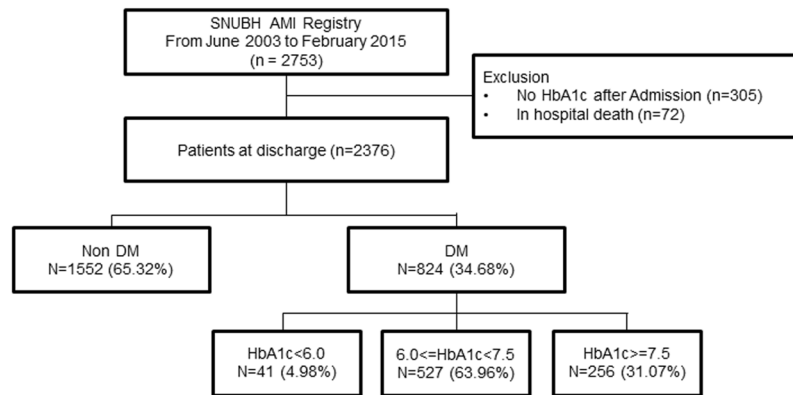 SNUBH AMI Registry
From June 2003 to February 2015
(n = 2753)
Exclusion
• No HbA1c after Admission (n=305)
• In hospital death (n=72)
Patients at discharge (n=2376)
Non DM
N=1552 (65.32%)
DM
N=824 (34.68%)
HbA1c<6.0
N=41 (4.98%)
6.0<=HbA1c<7.5
N=527 (63.96%)
HbA1c>=7.5
N=256 (31.07%)